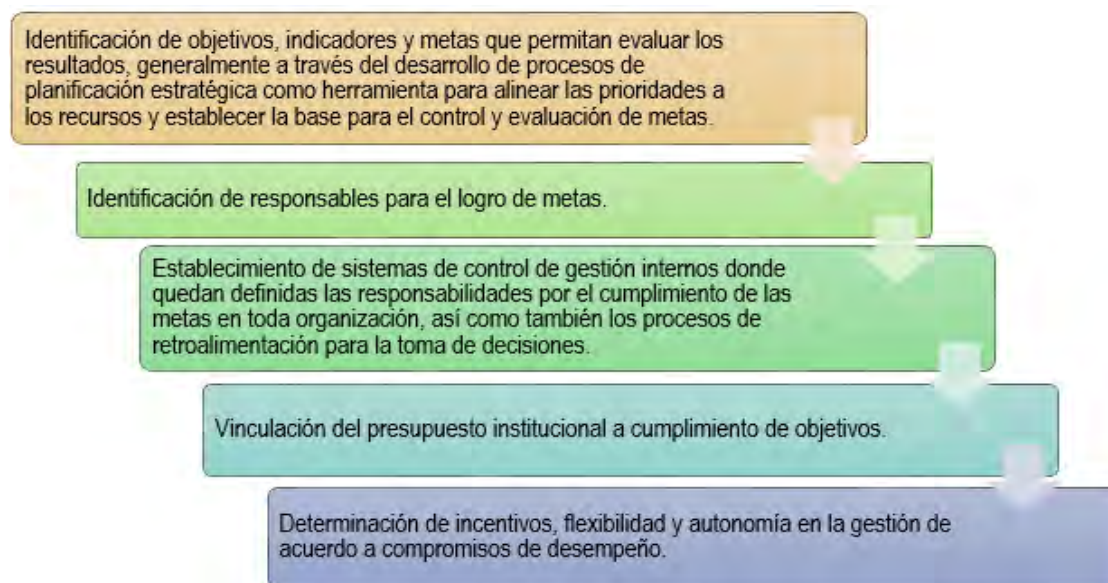 Identificación de objetivos, indicadores y metas que permitan evaluar los
resultados, generalmente a través del desarrollo de procesos de
planificación estratégica como herramienta para alinear las prioridades a
los recursos y establecer la base para el control y evaluación de metas.
Identificación de responsables para el logro de metas.
Establecimiento de sistemas de control de gestión internos donde
quedan definidas las responsabilidades por el cumplimiento de las
metas en toda organización, así como también los procesos de
retroalimentación para la toma de decisiones.
Vinculación del presupuesto institucional a cumplimiento de objetivos.
Determinación de incentivos, flexibilidad y autonomía en la gestión de
acuerdo a compromisos de desempeño.